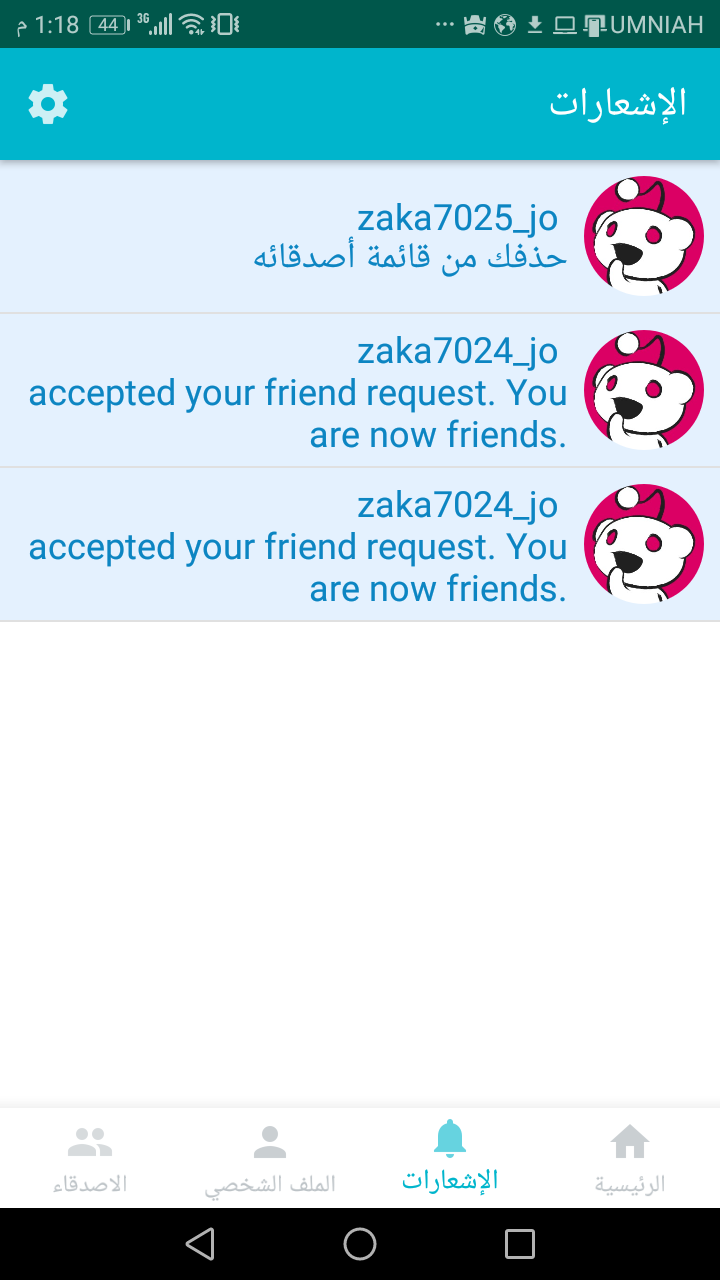 م 1:18 44 3G UMNIAH
الإشعارات
zaka7025_jo
حذفك من قائمة أصدقائه
zaka7024_jo
accepted your friend request. You
are now friends.
zaka7024_jo
accepted your friend request. You
are now friends.
الرئيسية
الإشعارات
الملف الشخصي
الاصدقاء